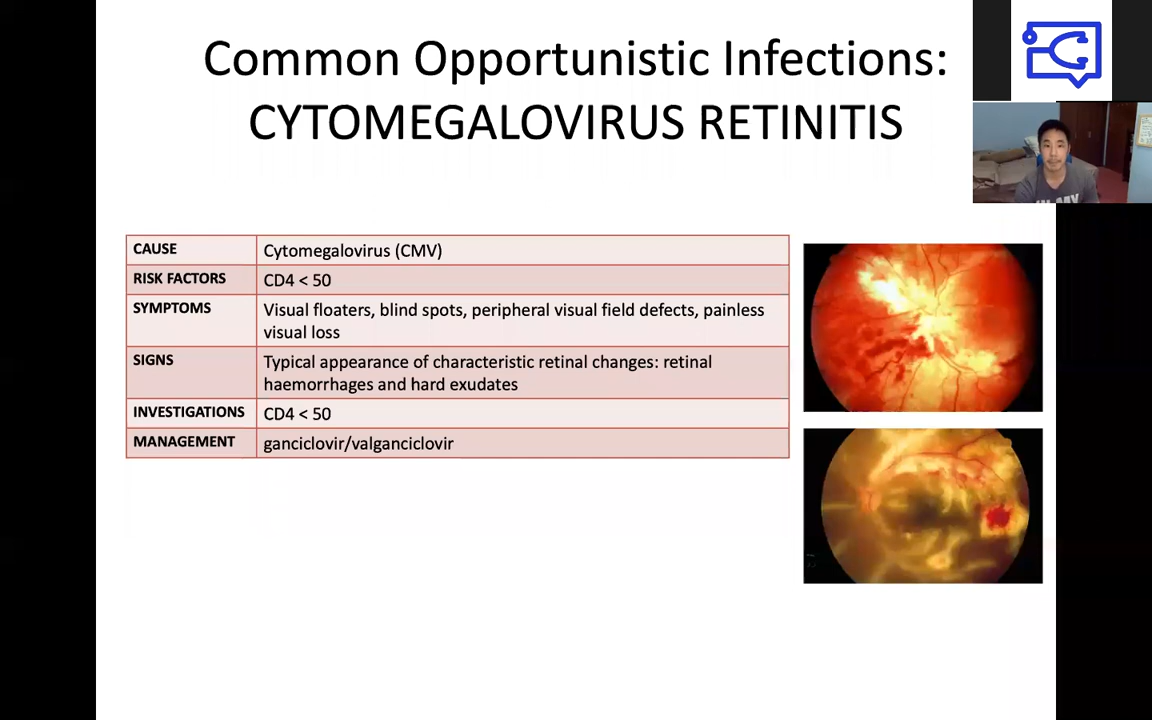 Common Opportunistic Infections:
CYTOMEGALOVIRUS RETINITIS
CAUSE Cytomegalovirus (CMV)
RISK FACTORS CD4 < 50
SYMPTOMS Visual floaters, blind spots, peripheral visual field defects, painless
visual loss
SIGNS Typical appearance of characteristic retinal changes: retinal
haemorrhages and hard exudates
INVESTIGATIONS CD4 < 50
MANAGEMENT ganciclovir/valganciclovir